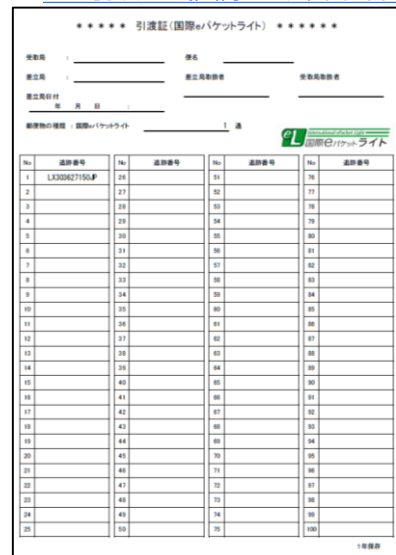 ＊＊＊＊＊ 引渡証（国際eパケットライト） ＊＊＊＊＊＊
受取局 ： 便名
差立局 ： 差立局取扱者 受取局取扱者
差立局日付
年 月 日 ：
郵便物の種類 ：国際eパケットライト 1 通
eL 国際eパケットライト
No 追跡番号 No 追跡番号 No 追跡番号 No 追跡番号
1 LX303627150JP 26 51 76
2 27 52 77
3 28 53 78
4 29 54 79
5 30 55 80
6 31 56 81
7 32 57 82
8 33 58 83
9 34 59 84
10 35 60 85
11 36 61 86
12 37 62 87
13 38 63 88
14 39 64 89
15 40 65 90
16 41 66 91
17 42 67 92
18 43 68 93
19 44 69 94
20 45 70 95
21 46 71 96
22 47 72 97
23 48 73 98
24 49 74 99
25 50 75 100
1年保存